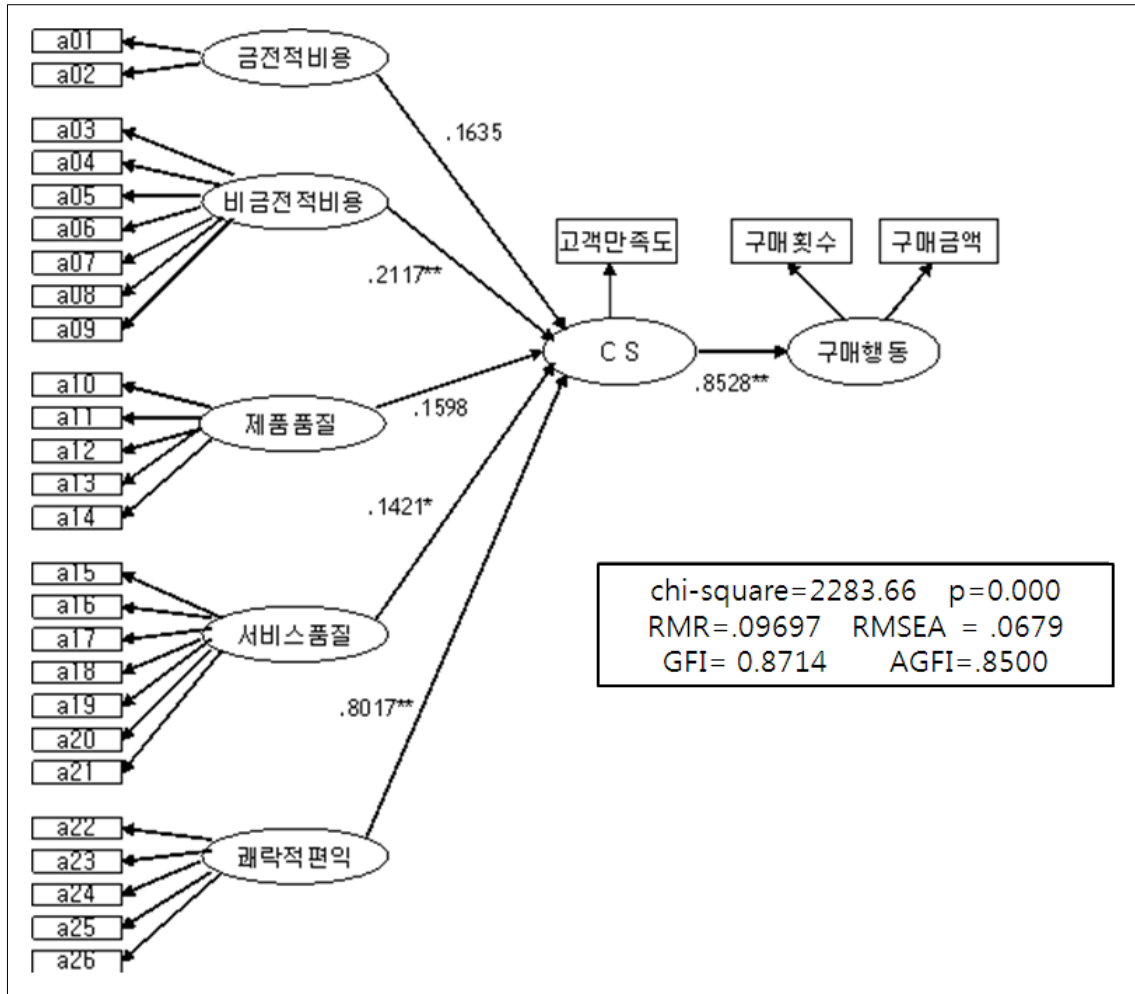 a01
a02
금전적비용
.1635
a03
a04
a05
a06
a07
a08
a09
비금전적비용
.2117**
고객만족도
구매횟수
구매금액
CS
.8528**
구매행동
a10
a11
a12
a13
a14
제품품질
.1598
.1421*
a15
a16
a17
a18
a19
a20
a21
서비스품질
.8017**
chi-square=2283.66 p=0.000
RMR=.09697 RMSEA = .0679
GFI= 0.8714 AGFI=.8500
a22
a23
a24
a25
a26
쾌락적편익